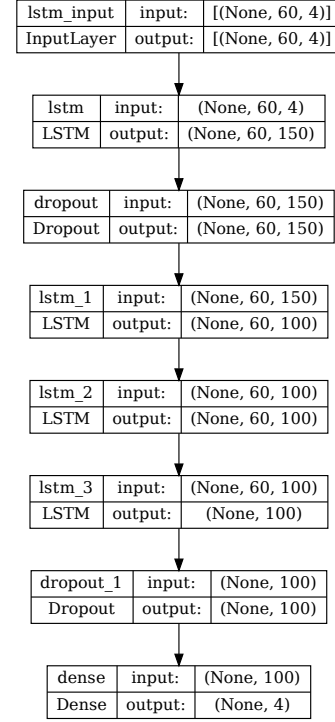 lstm_input input: [(None, 60, 4)]
InputLayer output: [(None, 60, 4)]
lstm input: (None, 60, 4)
LSTM output: (None, 60, 150)
dropout input: (None, 60, 150)
Dropout output: (None, 60, 150)
lstm_1 input: (None, 60, 150)
LSTM output: (None, 60, 100)
lstm_2 input: (None, 60, 100)
LSTM output: (None, 60, 100)
lstm_3 input: (None, 60, 100)
LSTM output: (None, 100)
dropout_1 input: (None, 100)
Dropout output: (None, 100)
dense input: (None, 100)
Dense output: (None, 4)